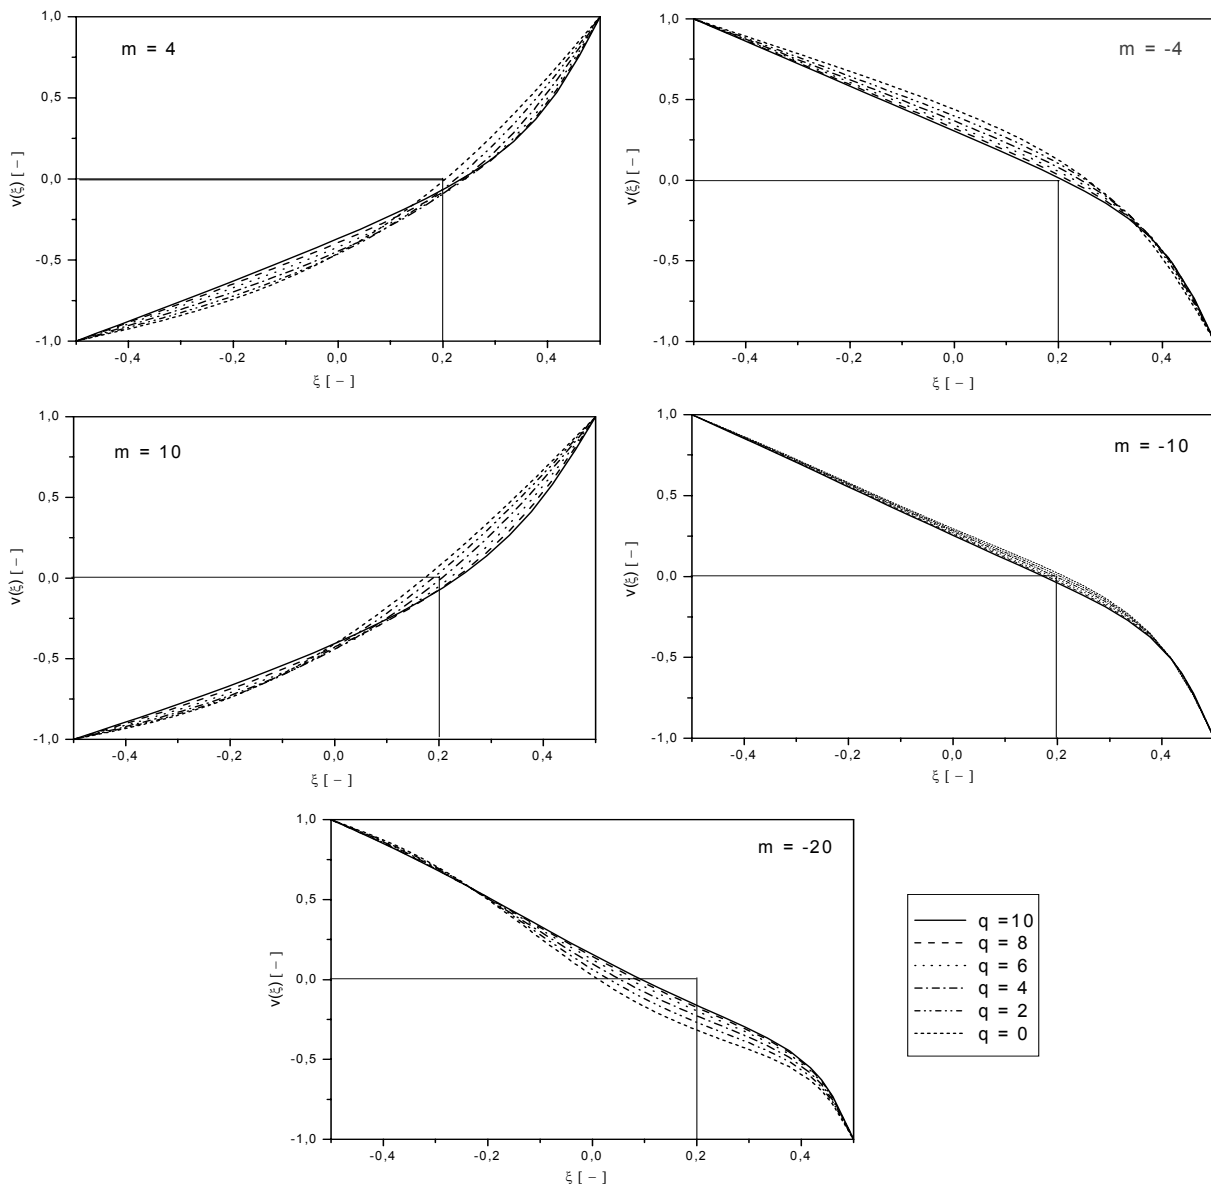 m = 4
1,0
0,5
0,0
-0,5
-1,0
v(ξ) [ – ]
-0,4 -0,2 0,0 0,2 0,4
ξ [ – ]
m = -4
1,0
0,5
0,0
-0,5
-1,0
v(ξ) [ – ]
-0,4 -0,2 0,0 0,2 0,4
ξ [ – ]
m = 10
1,0
0,5
0,0
-0,5
-1,0
v(ξ) [ – ]
-0,4 -0,2 0,0 0,2 0,4
ξ [ – ]
m = -10
1,0
0,5
0,0
-0,5
-1,0
v(ξ) [ – ]
-0,4 -0,2 0,0 0,2 0,4
ξ [ – ]
m = -20
1,0
0,5
0,0
-0,5
-1,0
v(ξ) [ – ]
-0,4 -0,2 0,0 0,2 0,4
ξ [ – ]
q =10
q = 8
q = 6
q = 4
q = 2
q = 0